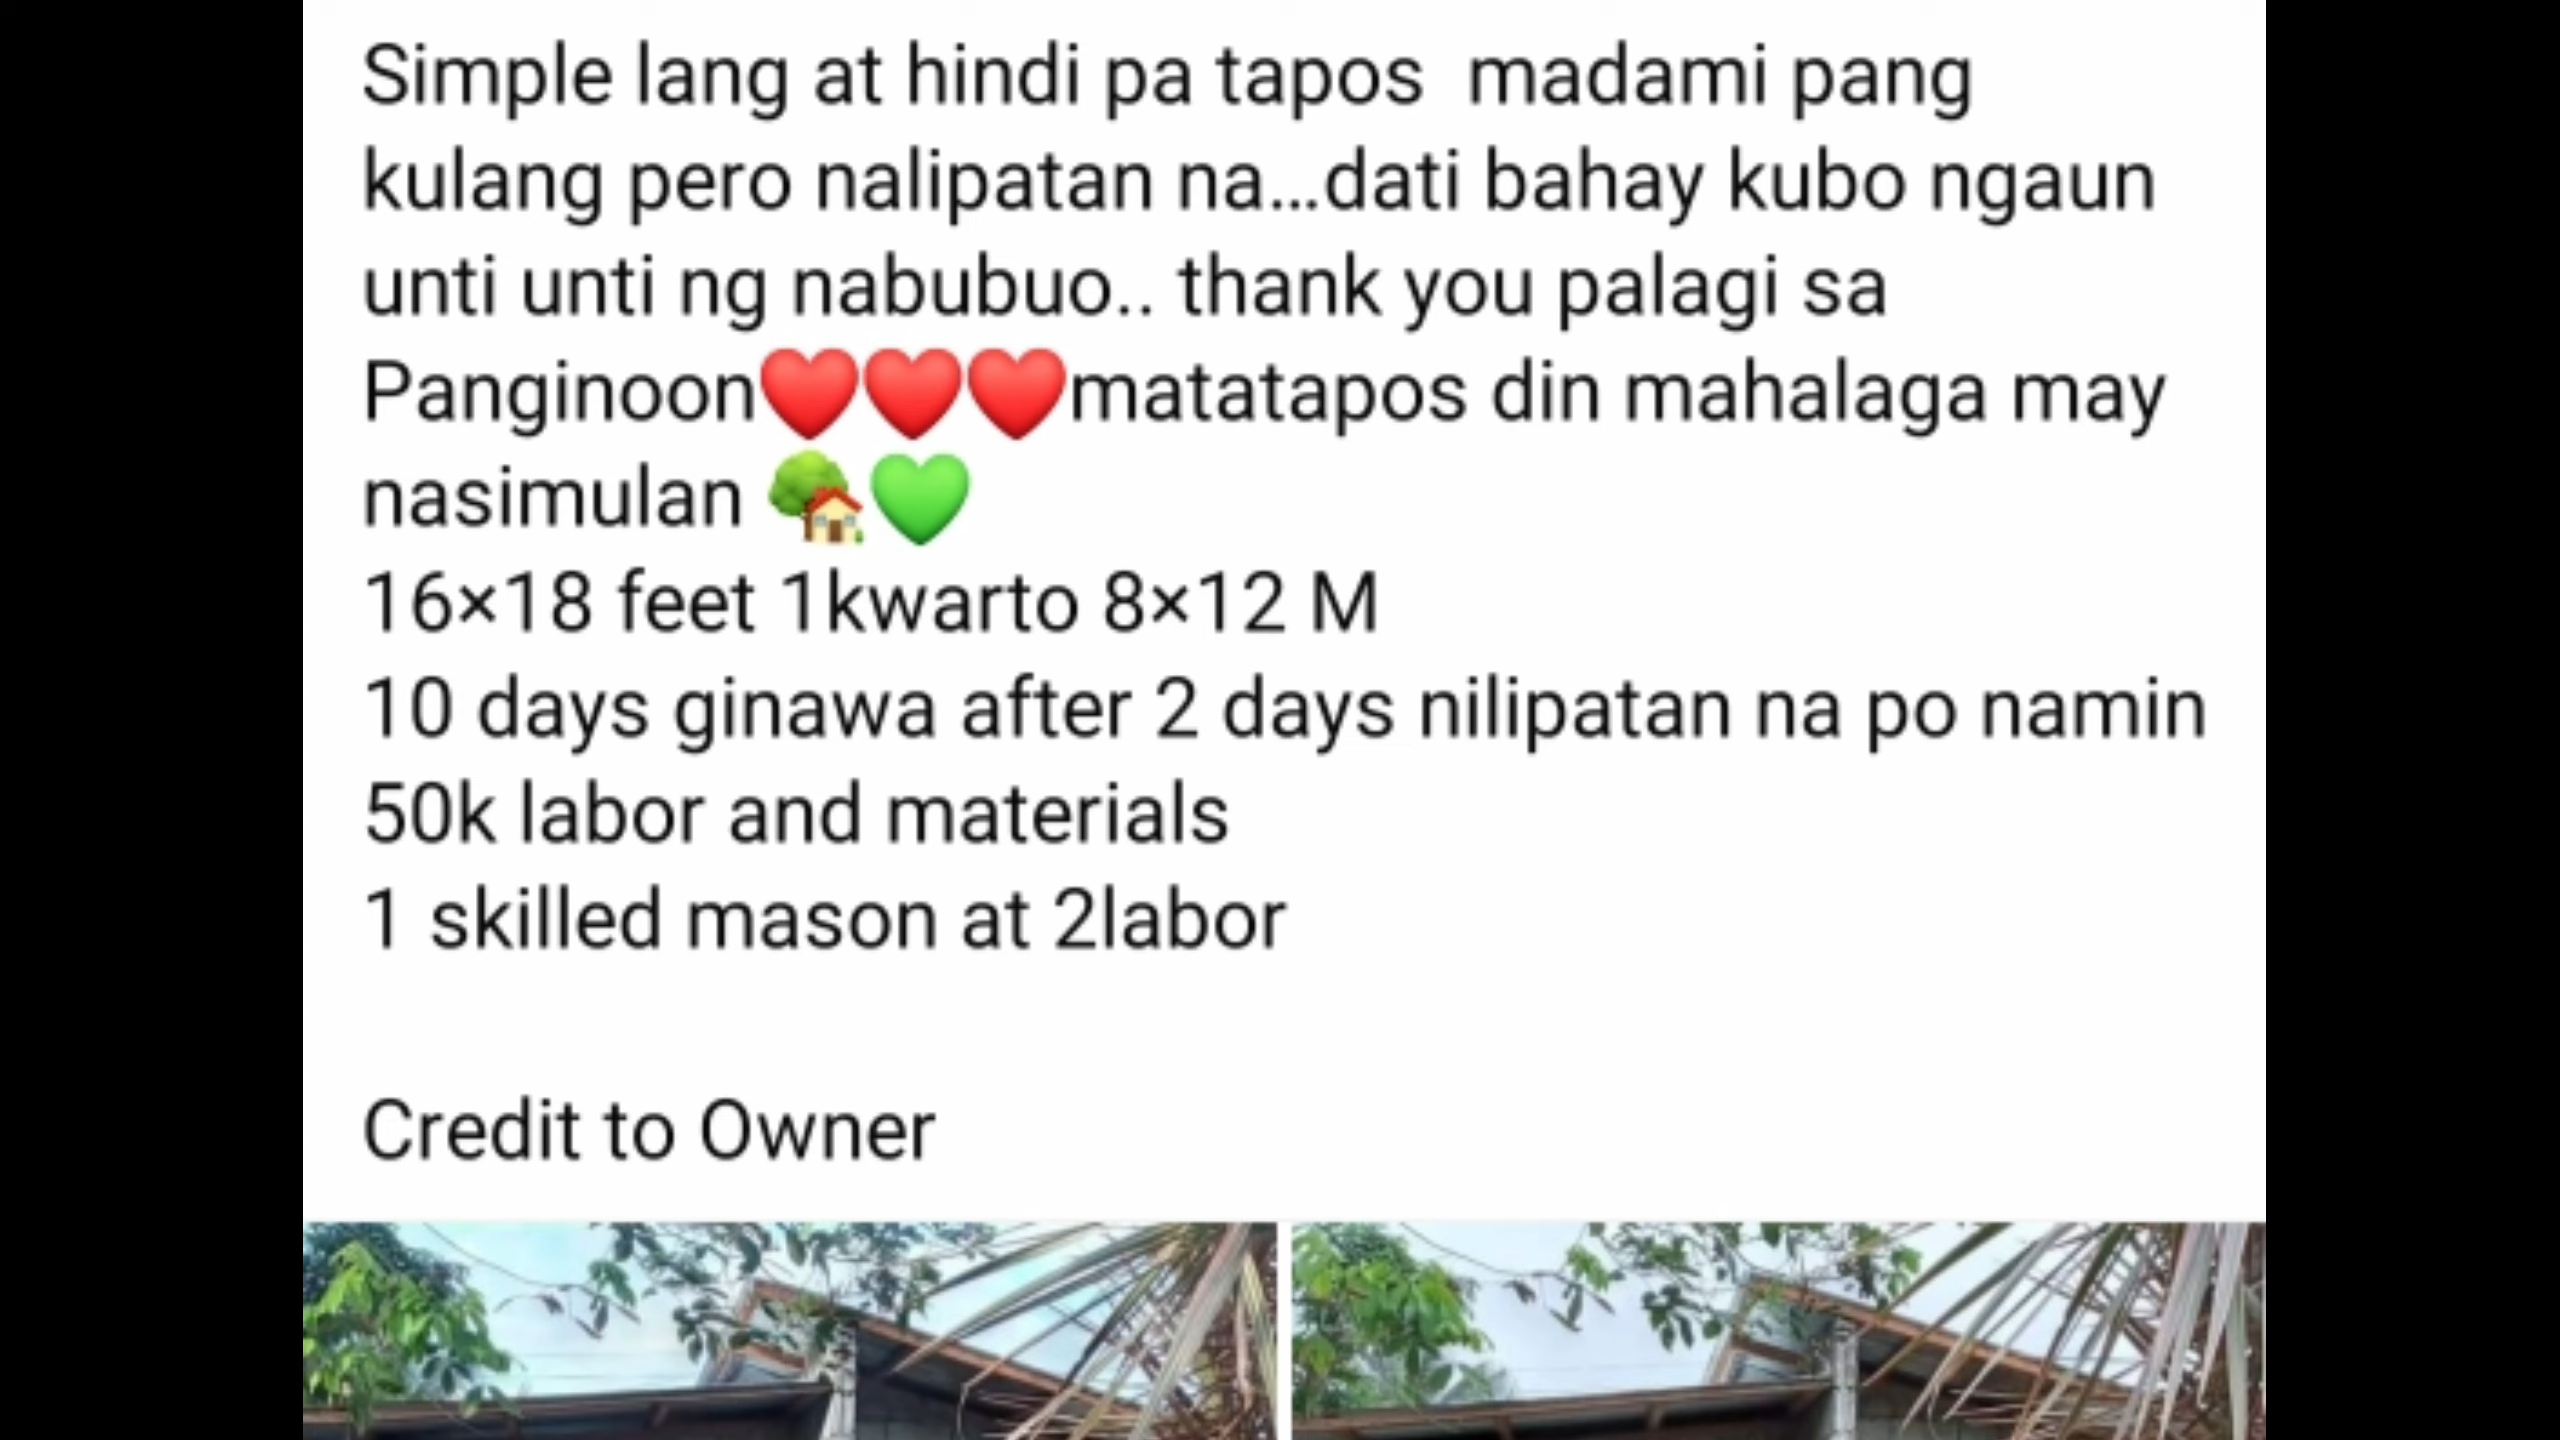 Simple lang at hindi pa tapos  madami pang
kulang pero nalipatan na...dati bahay kubo ngaun
unti unti ng nabubuo.. thank you palagi sa
Panginoon❤️❤️❤️matatapos din mahalaga may
nasimulan 🏡💚
16×18 feet 1kwarto 8×12 M
10 days ginawa after 2 days nilipatan na po namin
50k labor and materials
1 skilled mason at 2labor
Credit to Owner